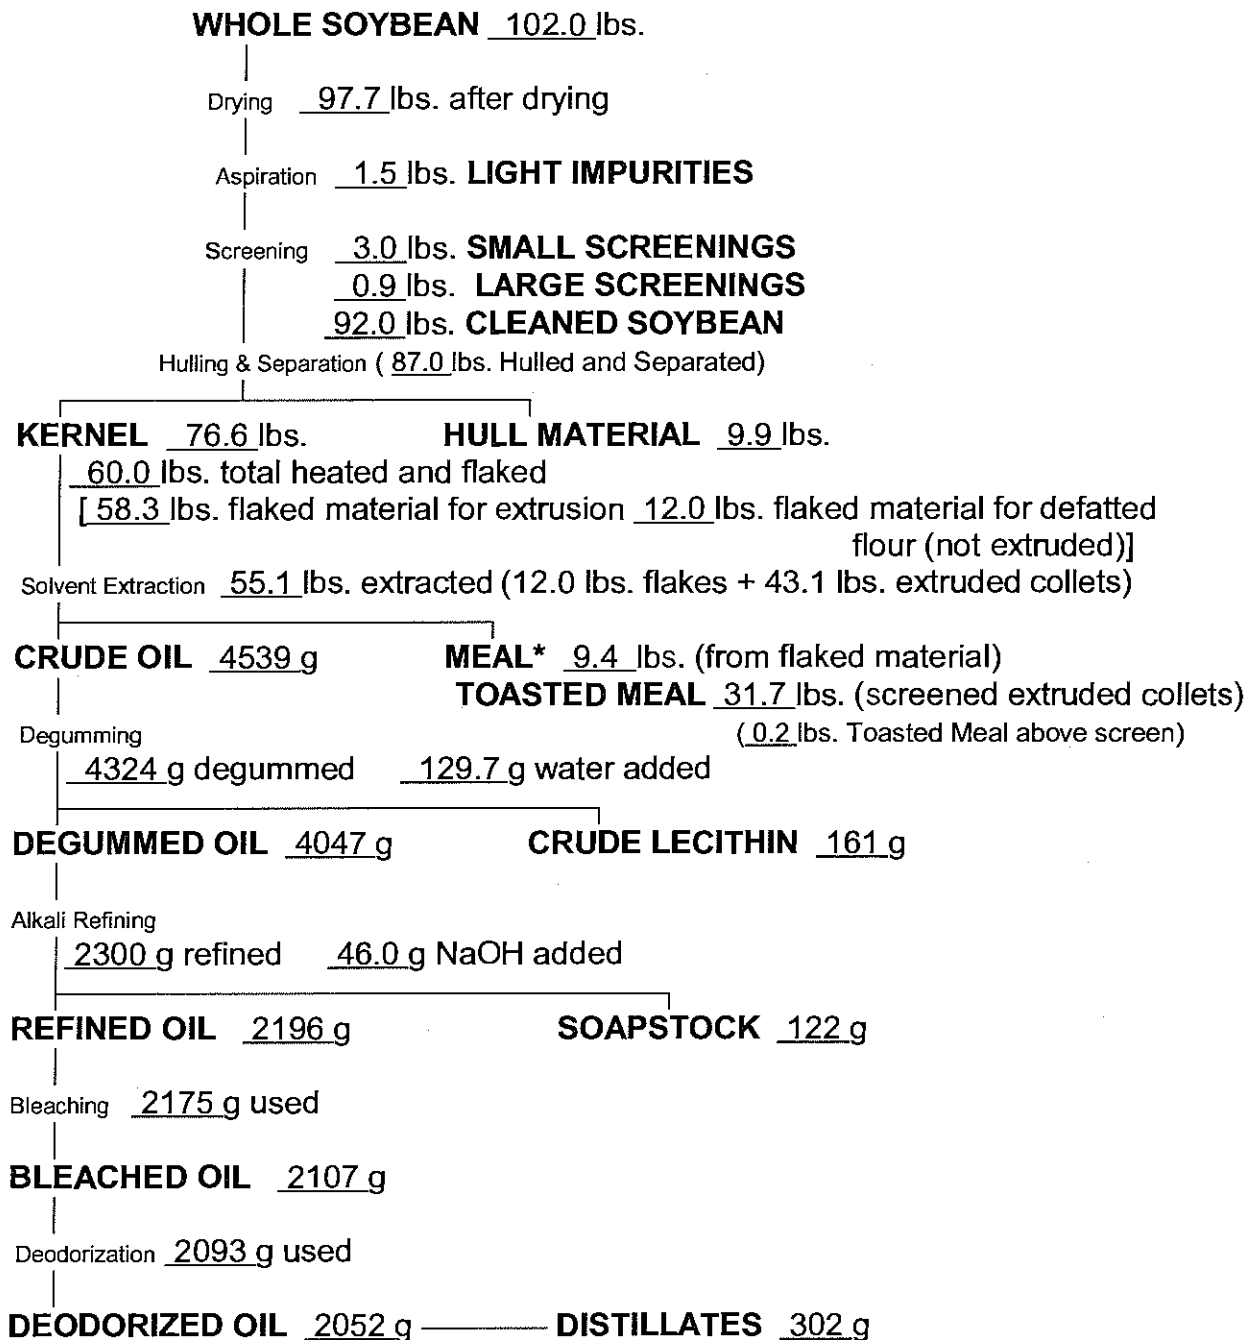 WHOLE SOYBEAN 102.0 lbs.
Drying 97.7 lbs. after drying
Aspiration 1.5 lbs. LIGHT IMPURITIES
Screening 3.0 lbs. SMALL SCREENINGS
0.9 lbs. LARGE SCREENINGS
92.0 lbs. CLEANED SOYBEAN
Hulling & Separation ( 87.0 lbs. Hulled and Separated)
KERNEL 76.6 lbs. HULL MATERIAL 9.9 lbs.
60.0 lbs. total heated and flaked
[ 58.3 lbs. flaked material for extrusion 12.0 lbs. flaked material for defatted
flour (not extruded)]
Solvent Extraction 55.1 lbs. extracted (12.0 lbs. flakes + 43.1 lbs. extruded collets)
CRUDE OIL 4539 g MEAL* 9.4 lbs. (from flaked material)
TOASTED MEAL 31.7 lbs. (screened extruded collets)
( 0.2 lbs. Toasted Meal above screen)
Degumming
4324 g degummed 129.7 g water added
DEGUMMED OIL 4047 g CRUDE LECITHIN 161 g
Alkali Refining
2300 g refined 46.0 g NaOH added
REFINED OIL 2196 g SOAPSTOCK 122 g
Bleaching 2175 g used
BLEACHED OIL 2107 g
Deodorization 2093 g used
DEODORIZED OIL 2052 g DISTILLATES 302 g